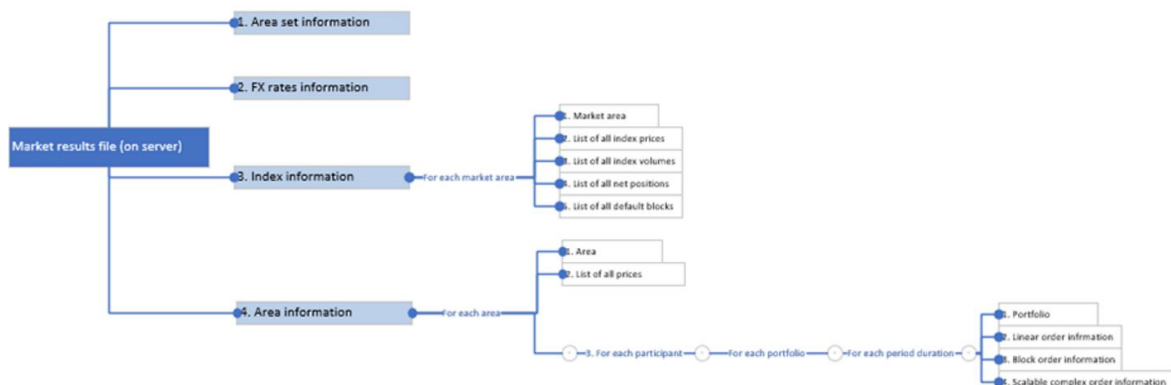 1. Area set information
2. FX rates information
Market results file (on server)
3. Index information
For each market area
1. Market area
2. List of all index prices
3. List of all index volumes
4. List of all net positions
5. List of all default blocks
4. Area information
For each area
1. Area
2. List of all prices
3. For each participant
For each portfolio
For each period duration
1. Portfolio
2. Linear order infrmation
3. Block order information
4. Scalable complex order information